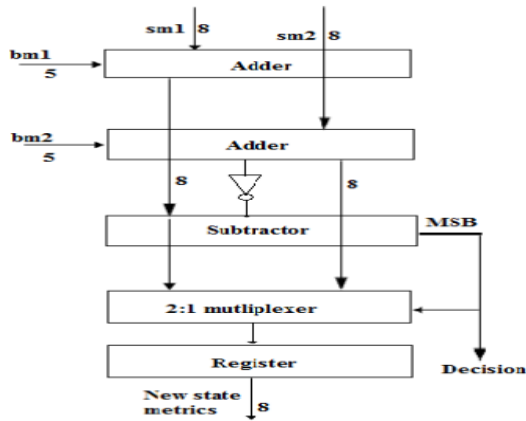 sm1 8
sm2 8
bm1
5
Adder
bm2
5
Adder
8
8
MSB
Subtractor
2:1 mutliplexer
Register
Decision
New state
metrics
8